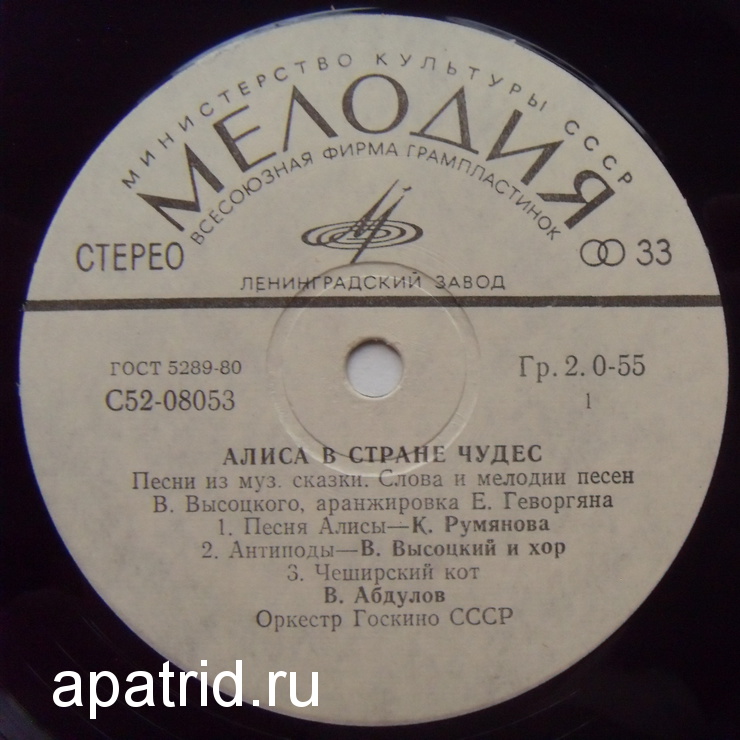 МИНИСТЕРСТВО КУЛЬТУРЫ СССР
МЕЛОДИЯ
ВСЕСОЮЗНАЯ ФИРМА ГРАМПЛАСТИНОК
СТЕРЕО 33
ЛЕНИНГРАДСКИЙ ЗАВОД
ГОСТ 5289-80 Гр. 2. 0-55
С52-08053 1
АЛИСА В СТРАНЕ ЧУДЕС
Песни из муз. сказки. Слова и мелодии песен
В. Высоцкого, аранжировка Е. Геворгяна
1. Песня Алисы—К. Румянова
2. Антиподы—В. Высоцкий и хор
3. Чеширский кот
В. Абдулов
Оркестр Госкино СССР
apatrid.ru